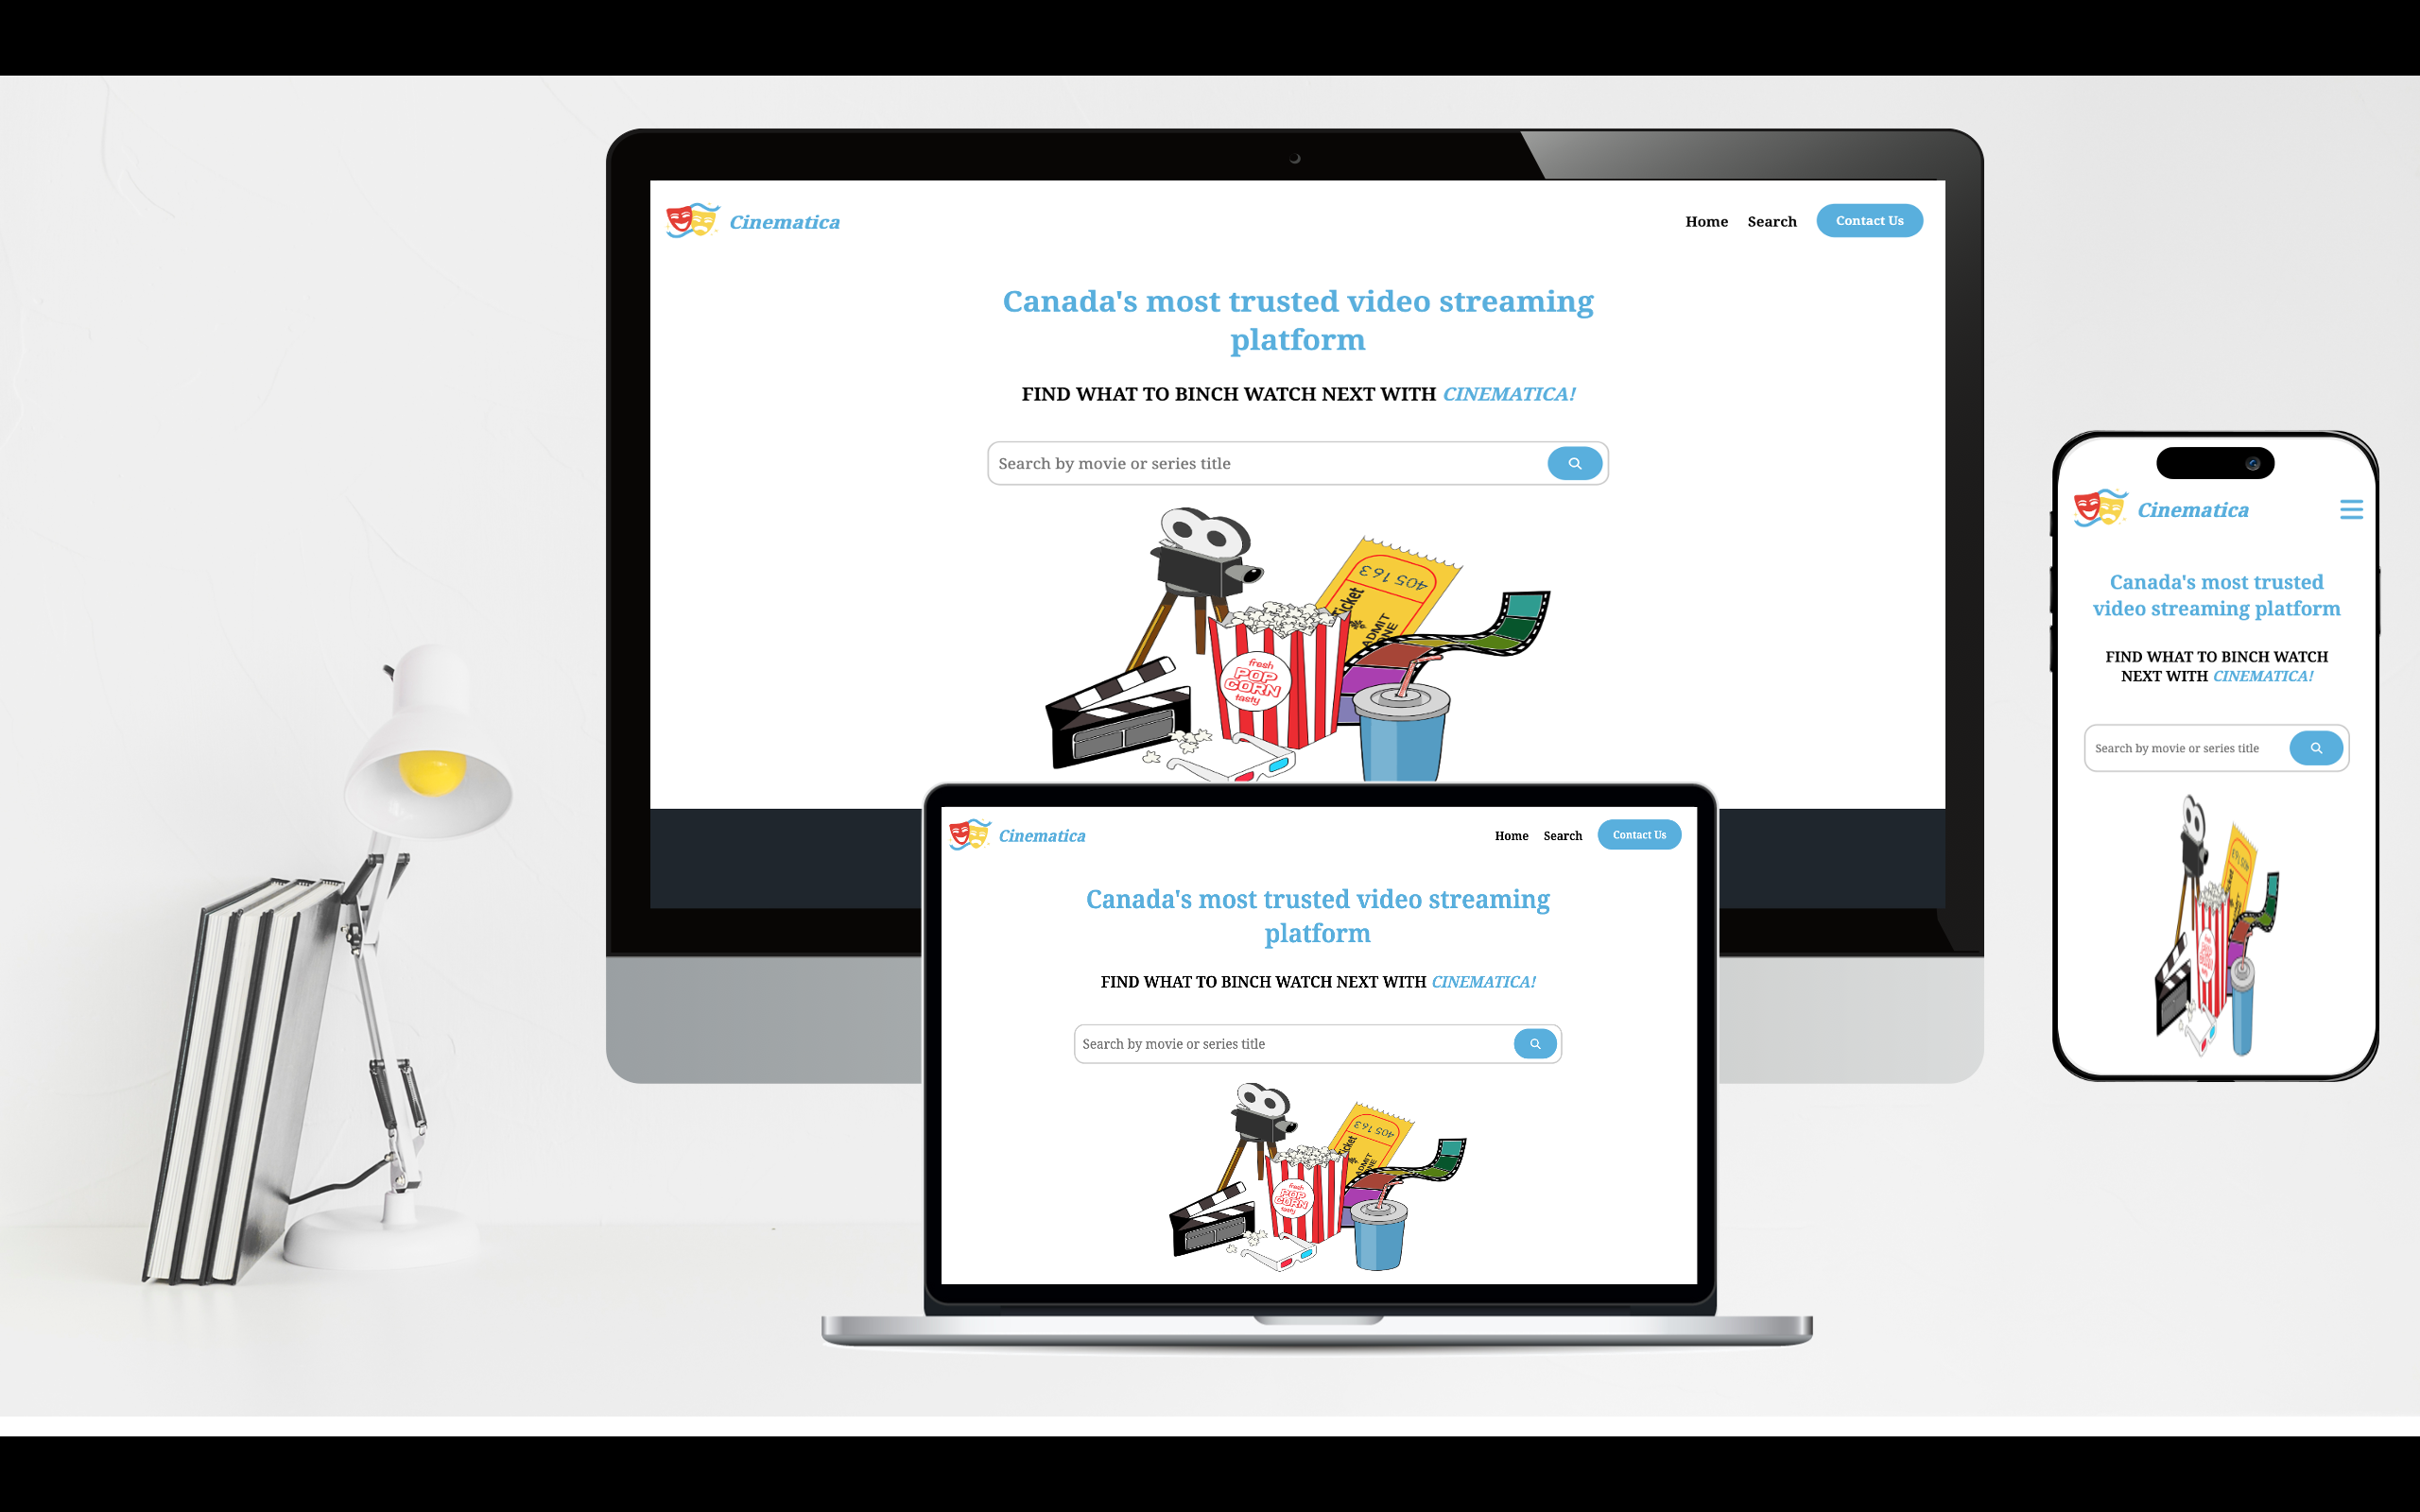 Cinematica
Home Search Contact Us
Canada's most trusted video streaming
platform
FIND WHAT TO BINCH WATCH NEXT WITH CINEMATICA!
Search by movie or series title
405 163
Ticket
ADMIT
ONE
fresh
POP
CORN
tasty
Cinematica
Home Search Contact Us
Canada's most trusted video streaming
platform
FIND WHAT TO BINCH WATCH NEXT WITH CINEMATICA!
Search by movie or series title
405 163
Ticket
ADMIT
ONE
fresh
POP
CORN
tasty
Cinematica
Canada's most trusted
video streaming platform
FIND WHAT TO BINCH WATCH
NEXT WITH CINEMATICA!
Search by movie or series title